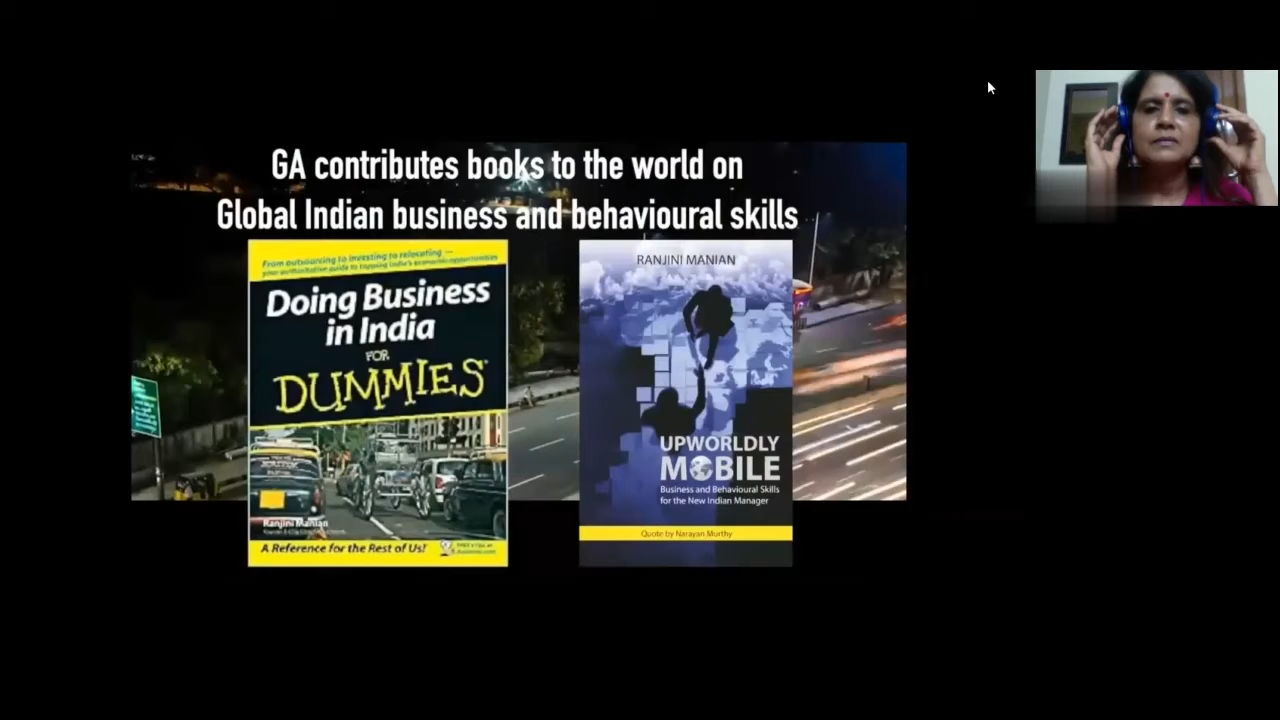 GA contributes books to the world on
Global Indian business and behavioural skills
From outsourcing to investing to relocating —
your authoritative guide to tapping India's economic opportunities
Doing Business
in India
FOR
DUMMIES
Ranjini Manian
A Reference for the Rest of Us!
RANJINI MANIAN
UPWORLDLY
MOBILE
Business and Behavioural Skills
for the New Indian Manager
Quote by Narayan Murthy